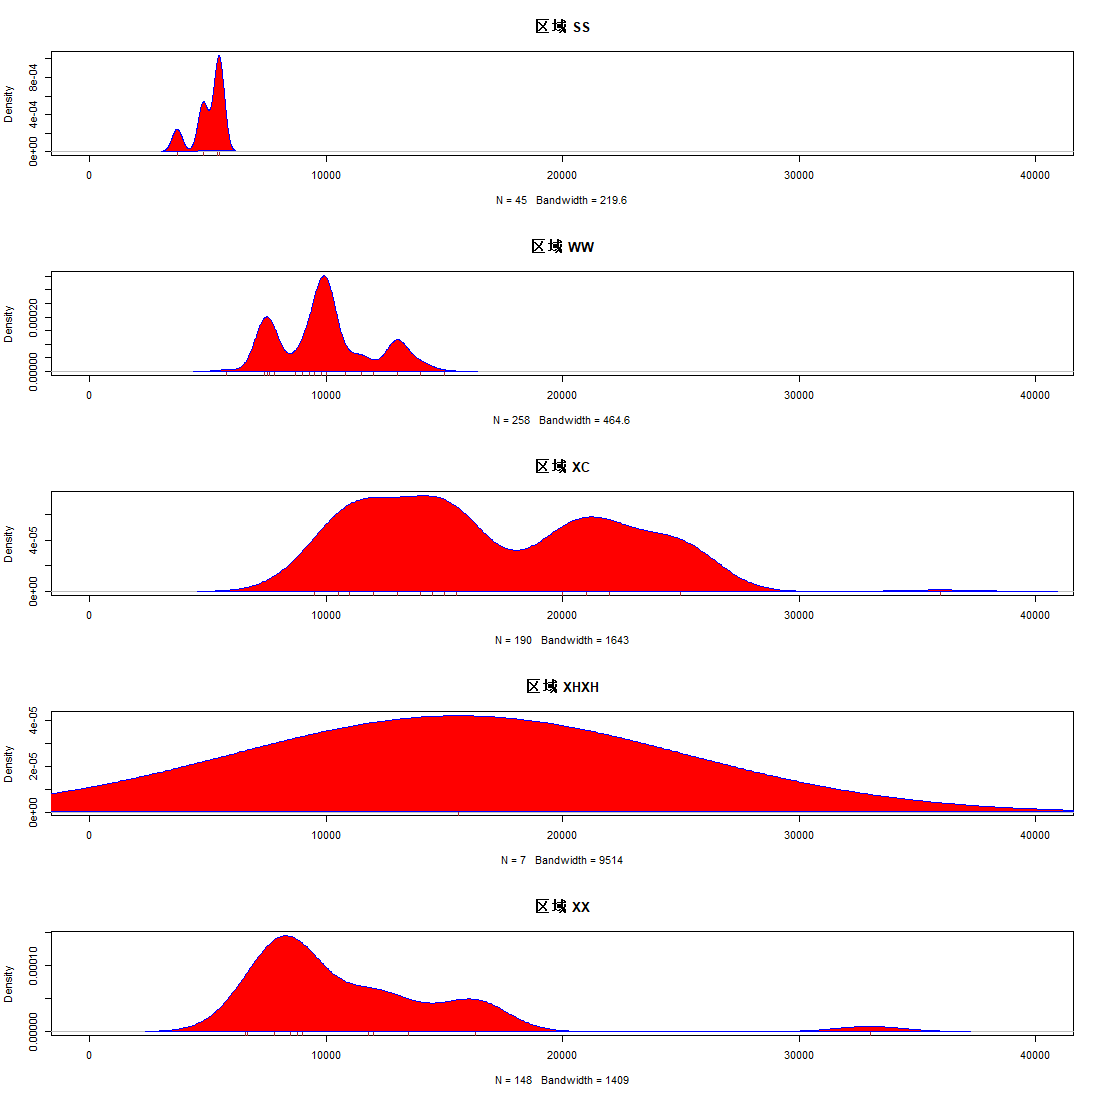 区域 SS
Density
0e+00 4e-04 8e-04
0 10000 20000 30000 40000
N = 45 Bandwidth = 219.6
区域 WW
Density
0.00000 0.00020
0 10000 20000 30000 40000
N = 258 Bandwidth = 464.6
区域 XC
Density
0e+00 4e-05
0 10000 20000 30000 40000
N = 190 Bandwidth = 1643
区域 XHXH
Density
0e+00 2e-05 4e-05
0 10000 20000 30000 40000
N = 7 Bandwidth = 9514
区域 XX
Density
0.00000 0.00010
0 10000 20000 30000 40000
N = 148 Bandwidth = 1409